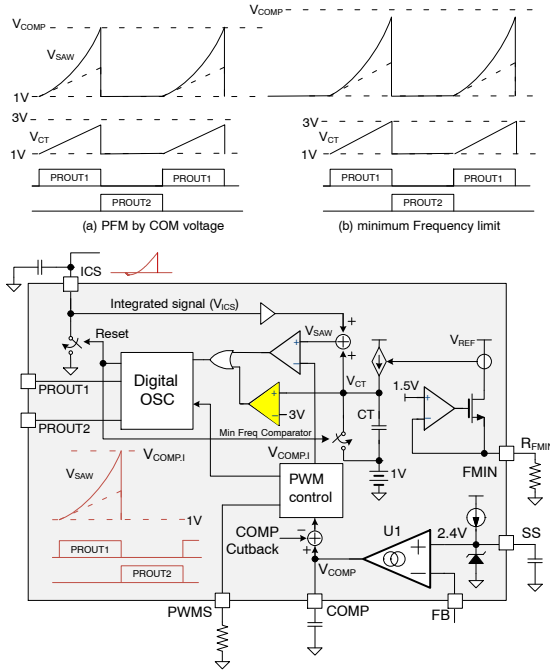 VCOMP
VSAW
1V
3V
VCT
1V
PROUT1
PROUT1
PROUT2
(a) PFM by COM voltage
VCOMP
3V
VCT
1V
PROUT1
PROUT1
PROUT2
(b) minimum Frequency limit
ICS
Integrated signal (VICS)
Reset
VSAW
+
+
+
−
VREF
PROUT1
Digital
OSC
VCT
1.5V
+
−
CT
+
−
3V
PROUT2
Min Freq Comparator
RFMIN
FMIN
VCOMP.I
VSAW
VCOMP.I
1V
PWM
control
1V
PROUT1
PROUT2
COMP
Cutback
−
+
VCOMP
U1
+
−
2.4V
SS
PWMS
COMP
FB